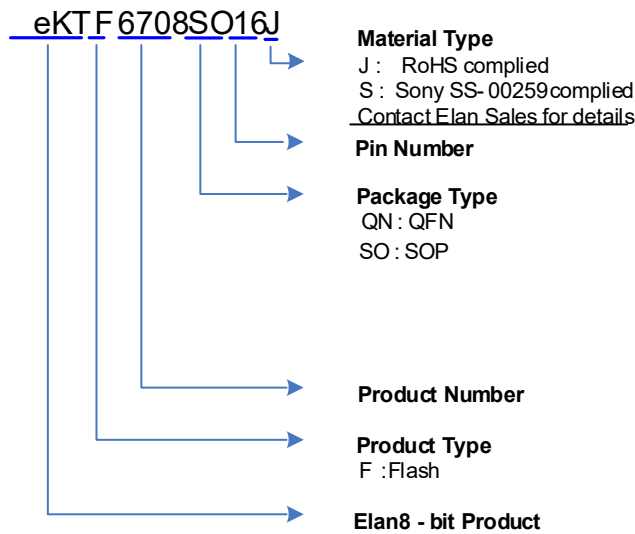 eKTF6708SO16J
Material Type
J : RoHS complied
S : Sony SS-00259complied
Contact Elan Sales for details
Pin Number
Package Type
QN : QFN
SO : SOP
Product Number
Product Type
F :Flash
Elan8 - bit Product